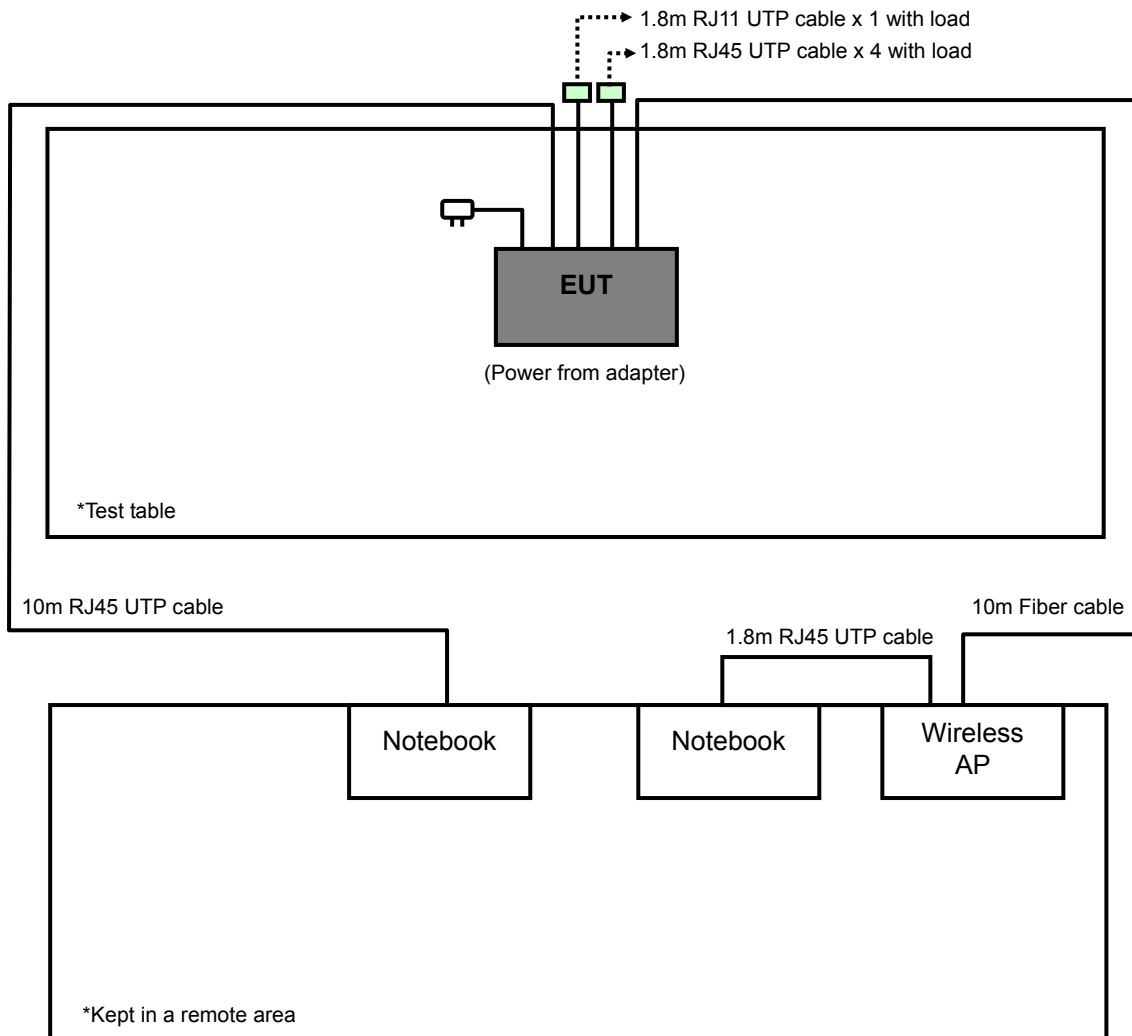 1.8m RJ11 UTP cable x 1 with load
1.8m RJ45 UTP cable x 4 with load
EUT
(Power from adapter)
*Test table
10m RJ45 UTP cable
10m Fiber cable
1.8m RJ45 UTP cable
Notebook
Notebook
Wireless
AP
*Kept in a remote area